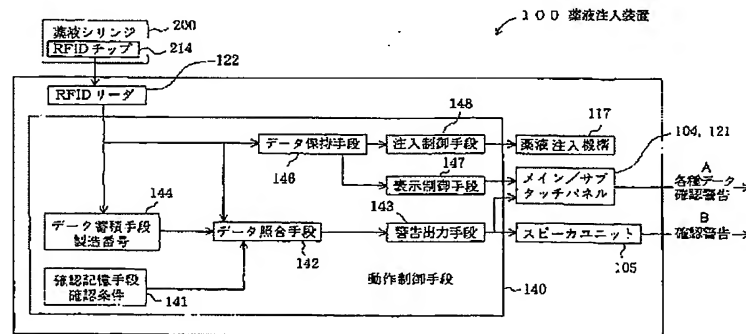 100 薬液注入装置
200
薬液シリンジ
RFIDチップ
214
122
RFIDリーダ
148
117
104, 121
データ保持手段
注入制御手段
薬液注入機構
146
147
表示制御手段
メイン/サブ
タッチパネル
A
各種データ
確認警告
144
143
データ蓄積手段
製造番号
データ照合手段
142
警告出力手段
スピーカユニット
B
確認警告
105
確認記憶手段
確認条件
141
動作制御手段
140